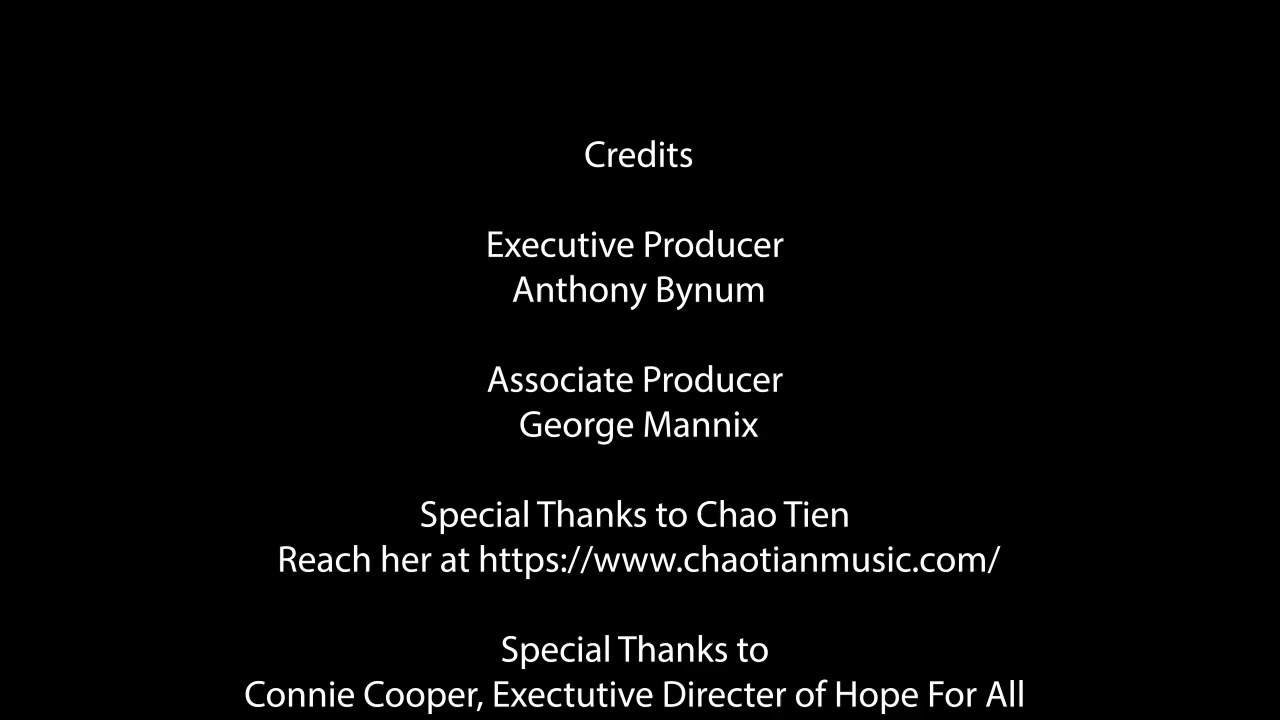 Credits
Executive Producer
Anthony Bynum
Associate Producer
George Mannix
Special Thanks to Chao Tien
Reach her at https://www.chaotianmusic.com/
Special Thanks to
Connie Cooper, Exectutive Directer of Hope For All